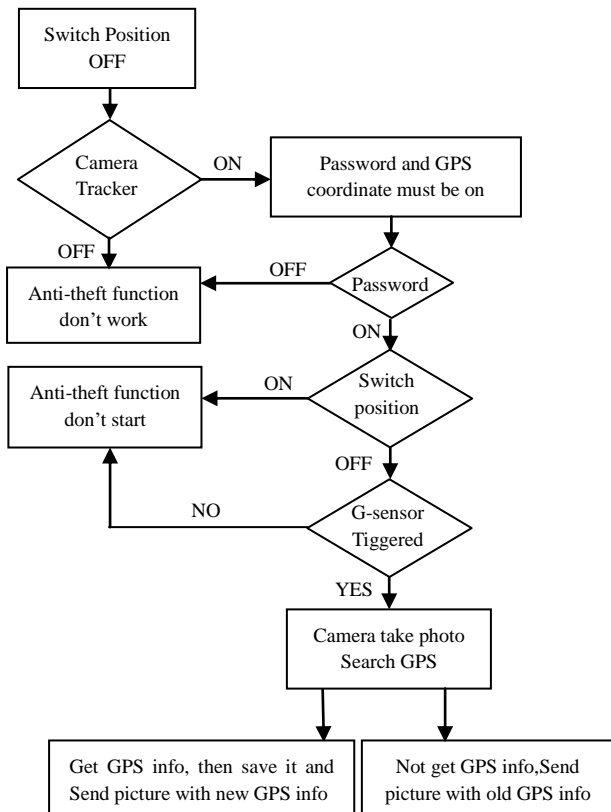 Switch Position
OFF
Camera
Tracker
ON
Password and GPS
coordinate must be on
OFF
OFF
Anti-theft function
don't work
Password
ON
Anti-theft function
don't start
ON
Switch
position
OFF
NO
G-sensor
Tiggered
YES
Camera take photo
Search GPS
Get GPS info, then save it and
Send picture with new GPS info
Not get GPS info,Send
picture with old GPS info